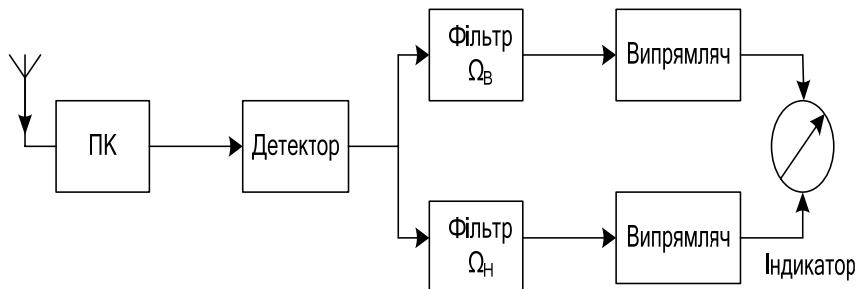 Фільтр
Ω_В
Випрямляч
ПК
Детектор
Фільтр
Ω_Н
Випрямляч
Індикатор